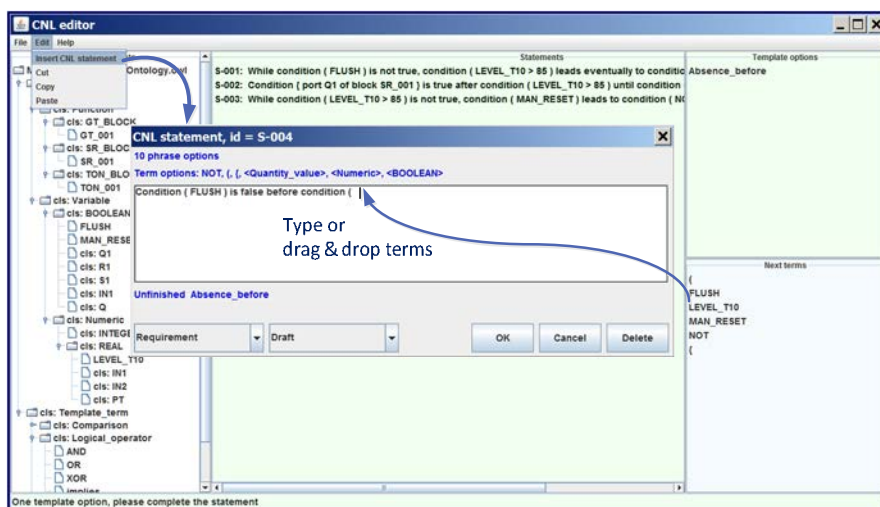 CNL editor
File Edit Help
Insert CNL statement
Cut
Copy
Paste
Ontology.owl
cls: Function
cls: GT_BLOCK
GT_001
cls: SR_BLOC
SR_001
cls: TON_BLO
TON_001
cls: Variable
cls: BOOLEAN
FLUSH
MAN_RESE
cls: Q1
cls: R1
cls: S1
cls: IN1
cls: Q
cls: Numeric
cls: INTEGE
cls: REAL
LEVEL_T10
cls: IN1
cls: IN2
cls: PT
cls: Template_term
cls: Comparison
cls: Logical_operator
AND
OR
XOR
implies
Statements
S-001: While condition ( FLUSH ) is not true, condition ( LEVEL_T10 > 85 ) leads eventually to conditic
S-002: Condition ( port Q1 of block SR_001 ) is true after condition ( LEVEL_T10 > 85 ) until condition
S-003: While condition ( LEVEL_T10 > 85 ) is not true, condition ( MAN_RESET ) leads to condition ( NO
Template options
Absence_before
CNL statement, id = S-004
10 phrase options
Term options: NOT, (, (, <Quantity_value>, <Numeric>, <BOOLEAN>
Condition ( FLUSH ) is false before condition (
Type or
drag & drop terms
Unfinished Absence_before
Requirement Draft OK Cancel Delete
Next terms
(
FLUSH
LEVEL_T10
MAN_RESET
NOT
(
One template option, please complete the statement